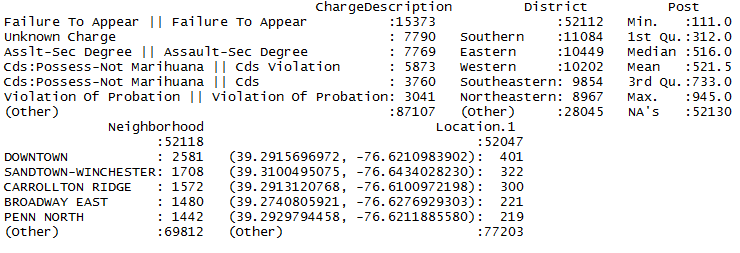 ChargeDescription District Post
Failure To Appear || Failure To Appear :15373 :52112 Min. :111.0
Unknown Charge : 7790 Southern :11084 1st Qu.:312.0
Asslt-Sec Degree || Assault-Sec Degree : 7769 Eastern :10449 Median :516.0
Cds:Possess-Not Marihuana || Cds Violation : 5873 Western :10202 Mean :521.5
Cds:Possess-Not Marihuana || Cds : 3760 Southeastern: 9854 3rd Qu.:733.0
Violation Of Probation || Violation Of Probation: 3041 Northeastern: 8967 Max. :945.0
(Other) :87107 (Other) :28045 NA's :52130
Neighborhood Location.1
:52118 :52047
DOWNTOWN : 2581 (39.2915696972, -76.6210983902): 401
SANDTOWN-WINCHESTER: 1708 (39.3100495075, -76.6434028230): 322
CARROLLTON RIDGE : 1572 (39.2913120768, -76.6100972198): 300
BROADWAY EAST : 1480 (39.2740805921, -76.6276929303): 221
PENN NORTH : 1442 (39.2929794458, -76.6211885580): 219
(Other) :69812 (Other) :77203